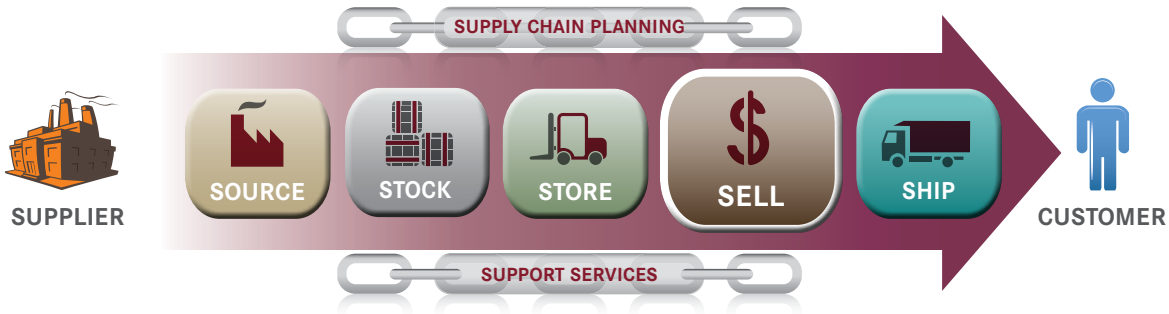 SUPPLY CHAIN PLANNING
SUPPLIER
SOURCE
STOCK
STORE
SELL
SHIP
CUSTOMER
SUPPORT SERVICES